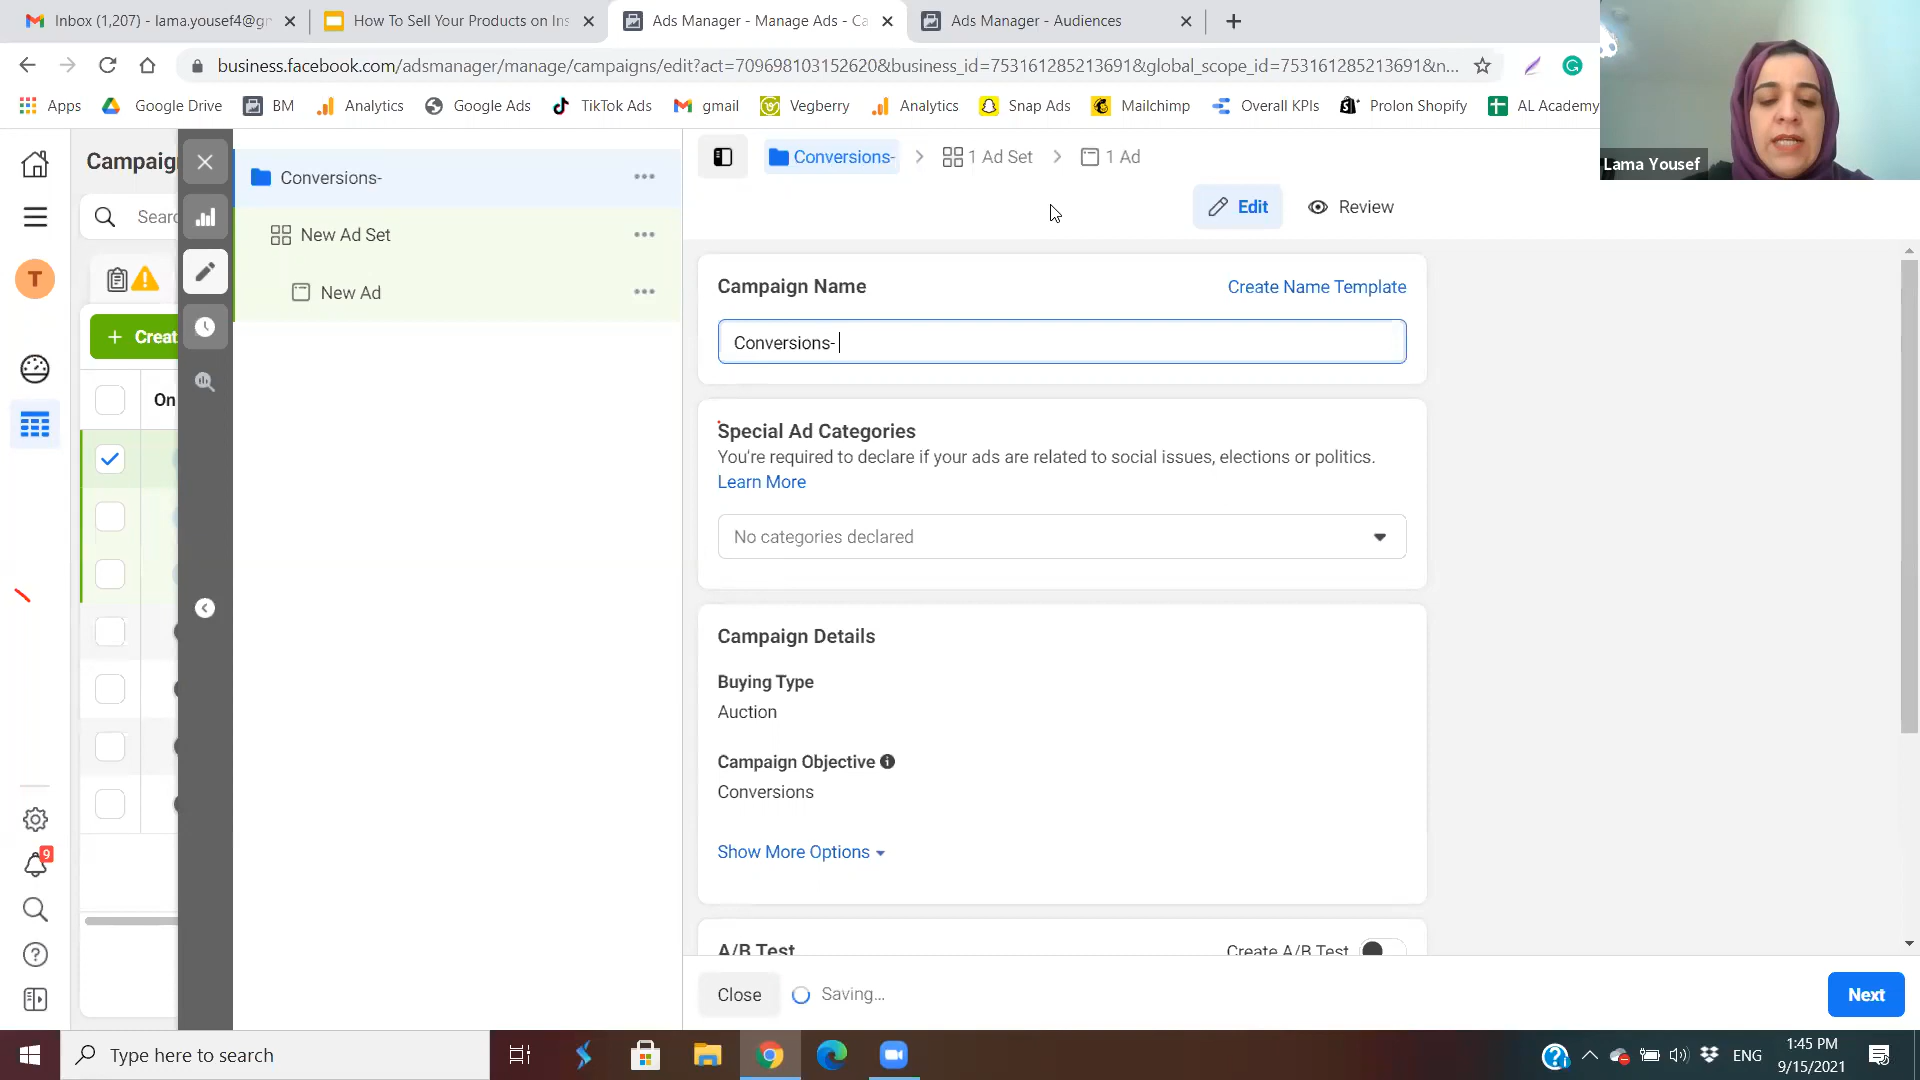 Inbox (1,207) - lama.yousef4@gm
How To Sell Your Products on Ins
Ads Manager - Manage Ads - Ca
Ads Manager - Audiences
business.facebook.com/adsmanager/manage/campaigns/edit?act=709698103152620&business_id=753161285213691&global_scope_id=753161285213691&n...
Apps
Google Drive
BM
Analytics
Google Ads
TikTok Ads
gmail
Vegberry
Analytics
Snap Ads
Mailchimp
Overall KPIs
Prolon Shopify
AL Academy
Lama Yousef
Campaig
Conversions-
Conversions-
1 Ad Set
1 Ad
Sear
New Ad Set
Edit
Review
T
New Ad
Campaign Name
Create Name Template
Creat
Conversions-
On
Special Ad Categories
You're required to declare if your ads are related to social issues, elections or politics.
Learn More
No categories declared
Campaign Details
Buying Type
Auction
Campaign Objective
Conversions
Show More Options
9
A/B Test
Create A/B Test
Close
Saving...
Next
Type here to search
ENG
1:45 PM
9/15/2021